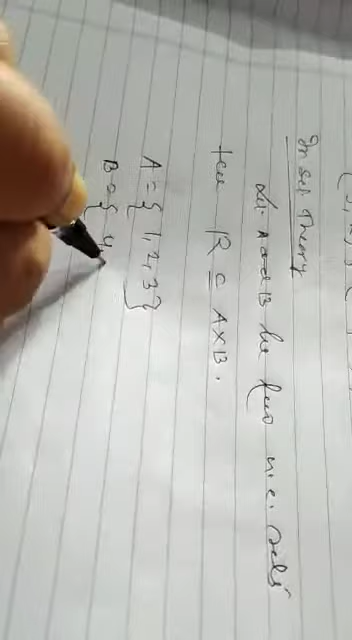 In Set Theory
Let A and B be two n.e. sets
then R ⊆ A×B.
A = {1, 2, 3}
B = { 4